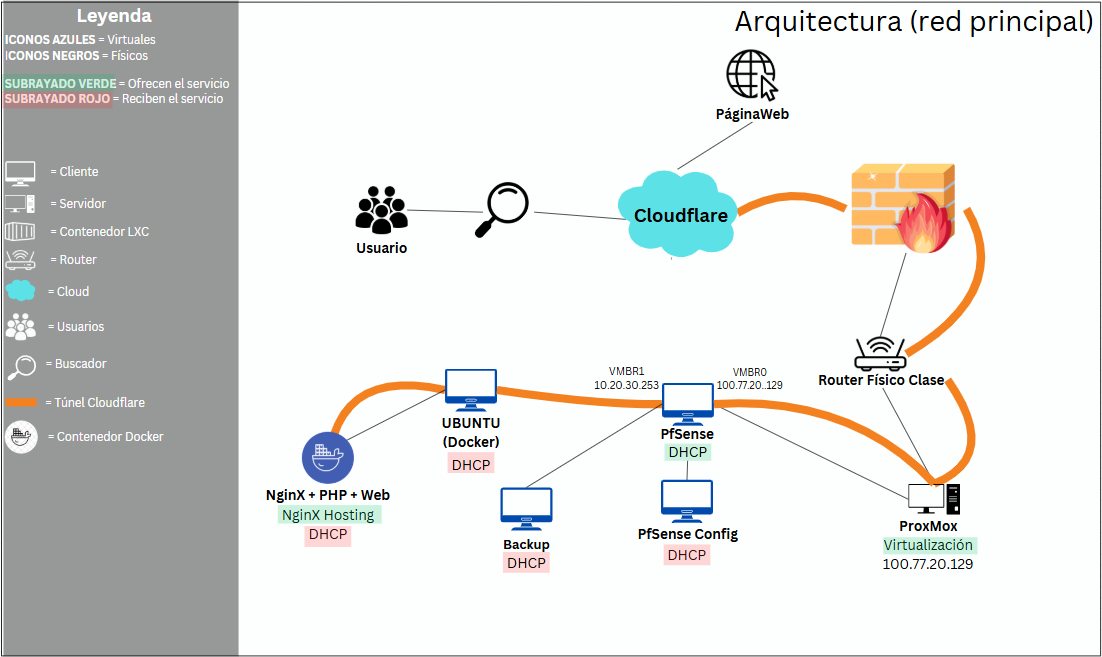 Leyenda
ICONOS AZULES = Virtuales
ICONOS NEGROS = Físicos
SUBRAYADO VERDE = Ofrecen el servicio
SUBRAYADO ROJO = Reciben el servicio
= Cliente
= Servidor
= Contenedor LXC
= Router
= Cloud
= Usuarios
= Buscador
= Túnel Cloudflare
= Contenedor Docker
Arquitectura (red principal)
PáginaWeb
Usuario
Cloudflare
Router Físico Clase
VMBR1
10.20.30.253
VMBR0
100.77.20..129
UBUNTU
(Docker)
DHCP
PfSense
DHCP
NginX + PHP + Web
NginX Hosting
DHCP
Backup
DHCP
PfSense Config
DHCP
ProxMox
Virtualización
100.77.20.129